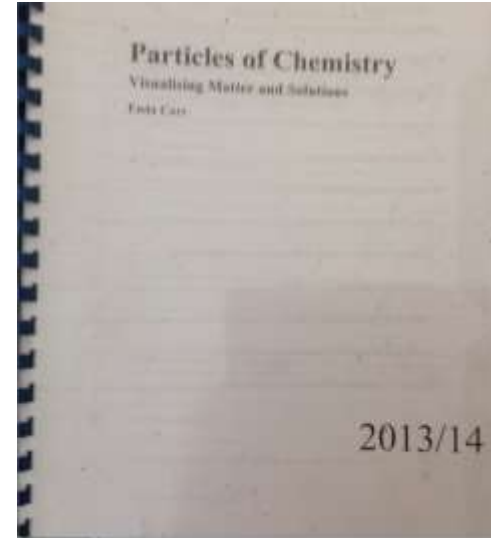 Particles of Chemistry
Visualising Matter and Solutions
2013/14